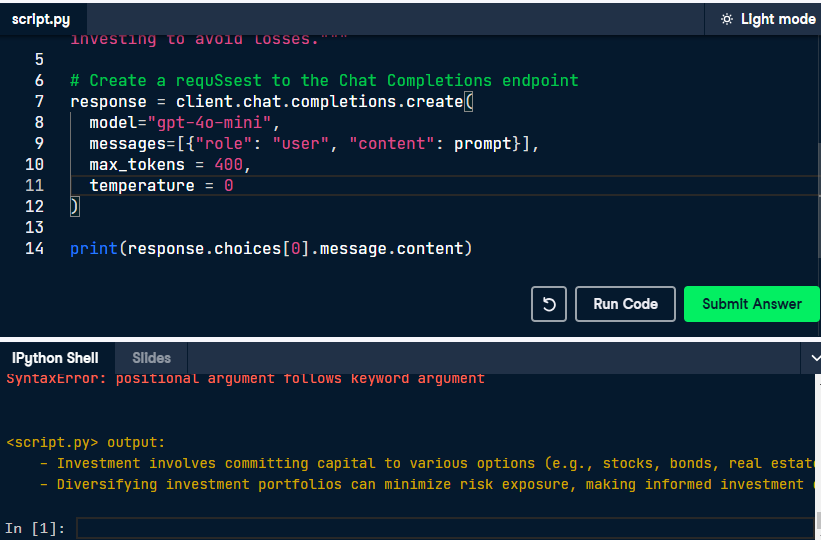 script.py
Light mode
investing to avoid losses."""
5
6 # Create a requSsest to the Chat Completions endpoint
7 response = client.chat.completions.create(
8 model="gpt-4o-mini",
9 messages=[{"role": "user", "content": prompt}],
10 max_tokens = 400,
11 temperature = 0
12 )
13
14 print(response.choices[0].message.content)
Run Code
Submit Answer
IPython Shell
Slides
SyntaxError: positional argument follows keyword argument
<script.py> output:
- Investment involves committing capital to various options (e.g., stocks, bonds, real estate
- Diversifying investment portfolios can minimize risk exposure, making informed investment
In [1]: